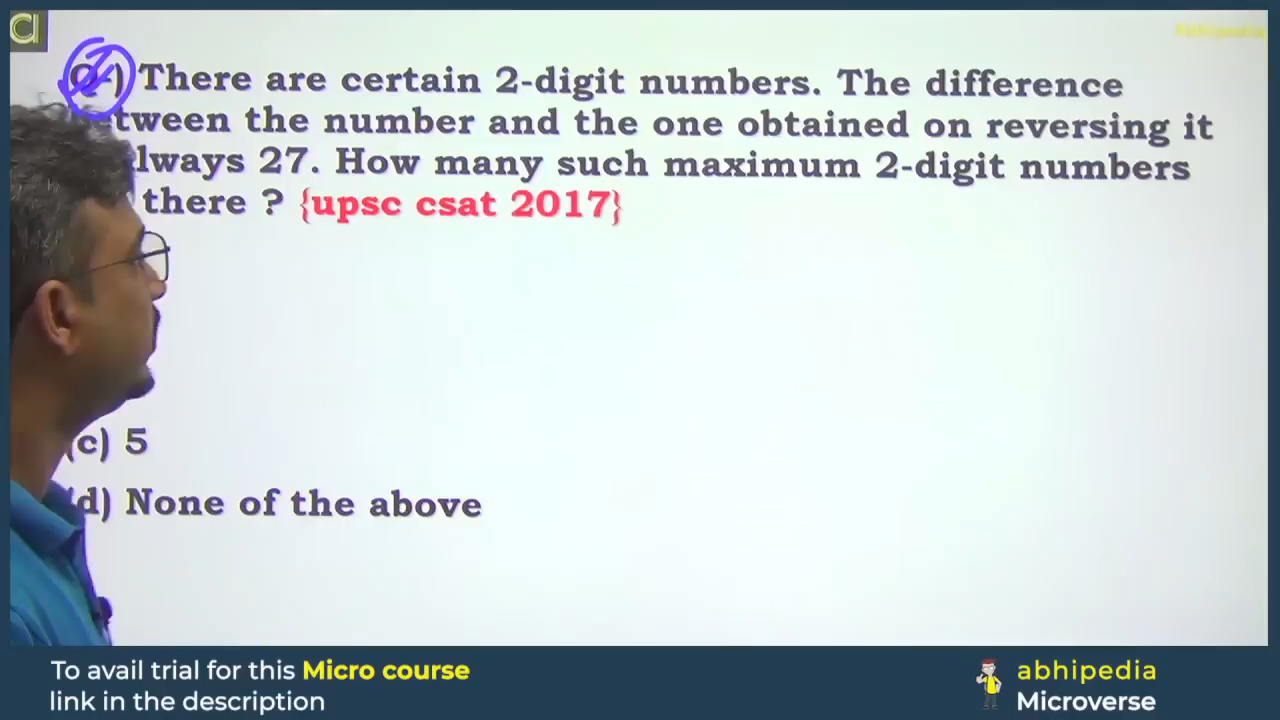 a
Abhipedia
Q-) There are certain 2-digit numbers. The difference
tween the number and the one obtained on reversing it
lways 27. How many such maximum 2-digit numbers
there ? {upsc csat 2017}
(c) 5
d) None of the above
To avail trial for this Micro course
link in the description
abhipedia
Microverse